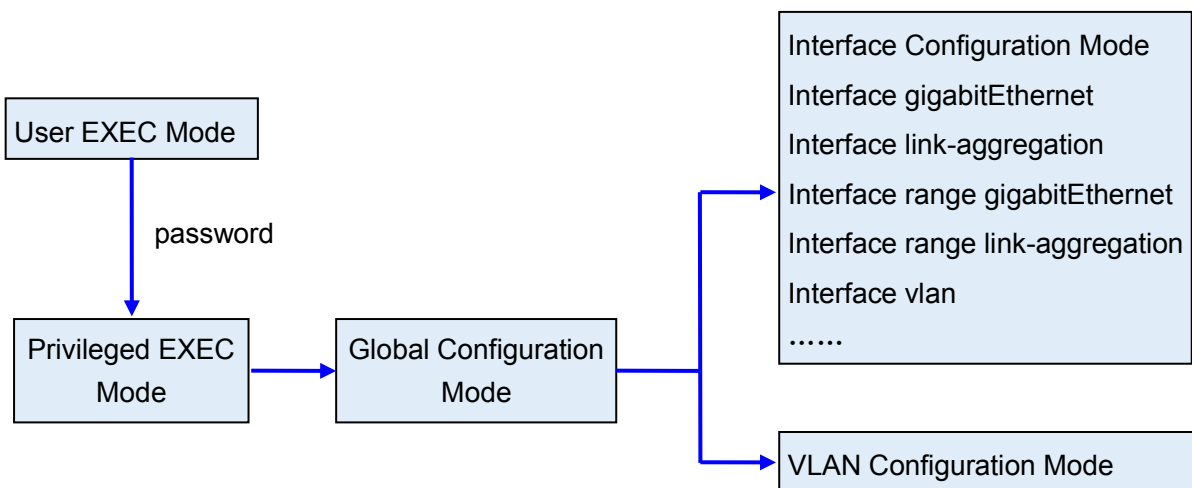 User EXEC Mode
password
Privileged EXEC
Mode
Global Configuration
Mode
Interface Configuration Mode
Interface gigabitEthernet
Interface link-aggregation
Interface range gigabitEthernet
Interface range link-aggregation
Interface vlan
……
VLAN Configuration Mode